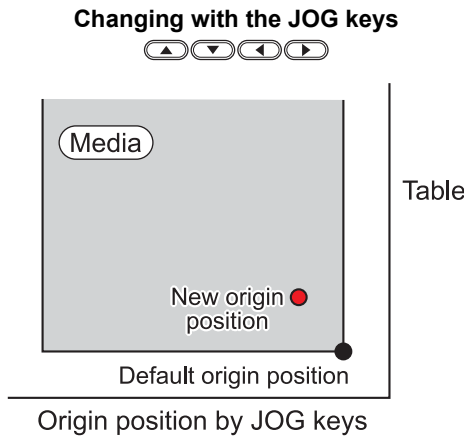 Changing with the JOG keys
Media
Table
New origin
position
Default origin position
Origin position by JOG keys